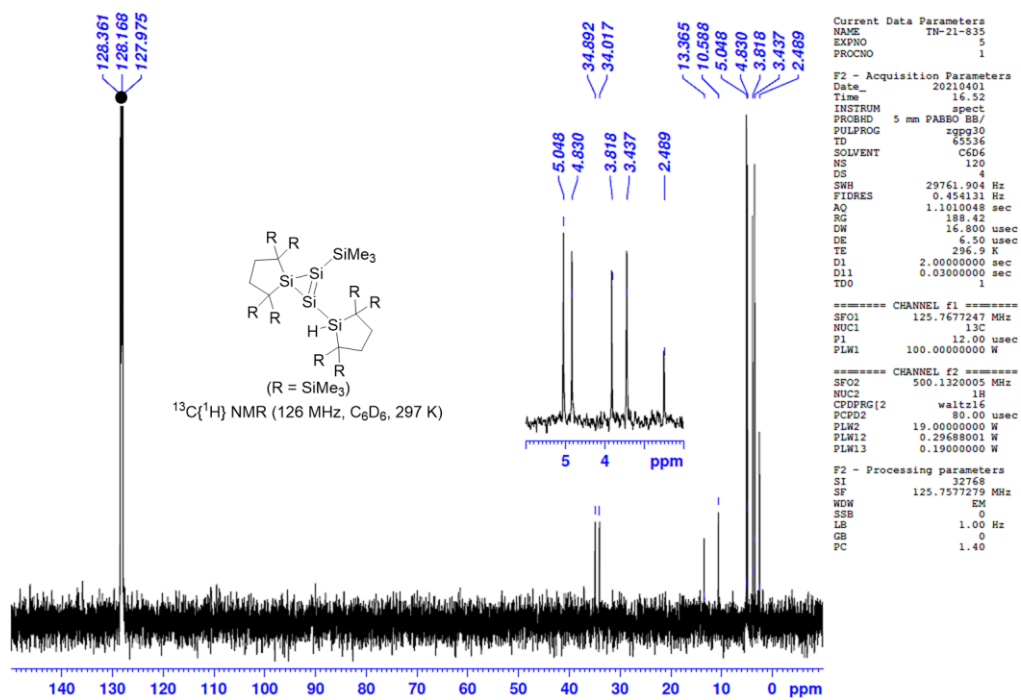 128.361
128.168
127.975
34.892
34.017
13.365
10.588
5.048
4.830
3.818
3.437
2.489
5.048
4.830
3.818
3.437
2.489
5 4 ppm
R R SiMe3
Si Si
R R Si R R
H Si
R R
(R = SiMe3)
13C{1H} NMR (126 MHz, C6D6, 297 K)
140 130 120 110 100 90 80 70 60 50 40 30 20 10 0 ppm
Current Data Parameters
NAME TN-21-835
EXPNO 5
PROCNO 1
F2 - Acquisition Parameters
Date_ 20210401
Time 16.52
INSTRUM spect
PROBHD 5 mm PABBO BB/
PULPROG zgpg30
TD 65536
SOLVENT C6D6
NS 120
DS 4
SWH 29761.904 Hz
FIDRES 0.454131 Hz
AQ 1.1010048 sec
RG 188.42
DW 16.800 usec
DE 6.50 usec
TE 296.9 K
D1 2.00000000 sec
D11 0.03000000 sec
TD0 1
======== CHANNEL f1 ========
SFO1 125.7677247 MHz
NUC1 13C
P1 12.00 usec
PLW1 100.00000000 W
======== CHANNEL f2 ========
SFO2 500.1320005 MHz
NUC2 1H
CPDPRG[2 waltz16
PCPD2 80.00 usec
PLW2 19.00000000 W
PLW12 0.29688001 W
PLW13 0.19000000 W
F2 - Processing parameters
SI 32768
SF 125.7577279 MHz
WDW EM
SSB 0
LB 1.00 Hz
GB 0
PC 1.40